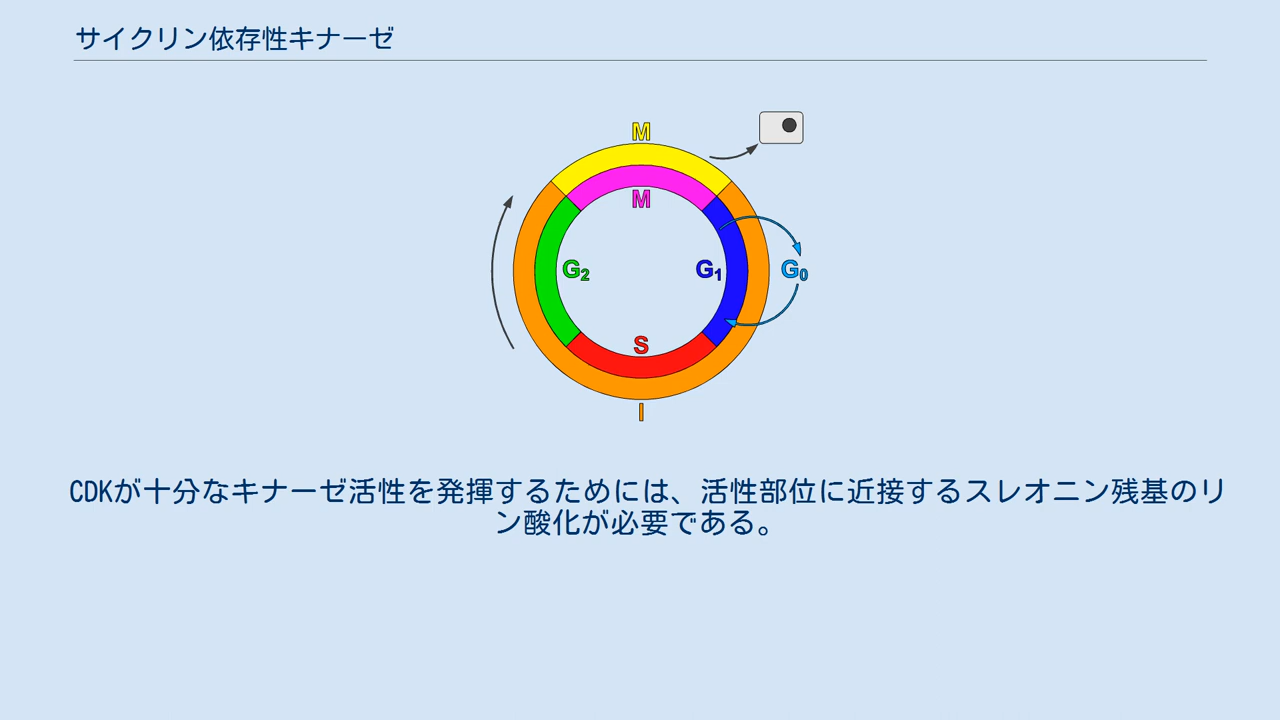 サイクリン依存性キナーゼ
M
M
G2
G1
G0
S
I
CDKが十分なキナーゼ活性を発揮するためには、活性部位に近接するスレオニン残基のリ
ン酸化が必要である。